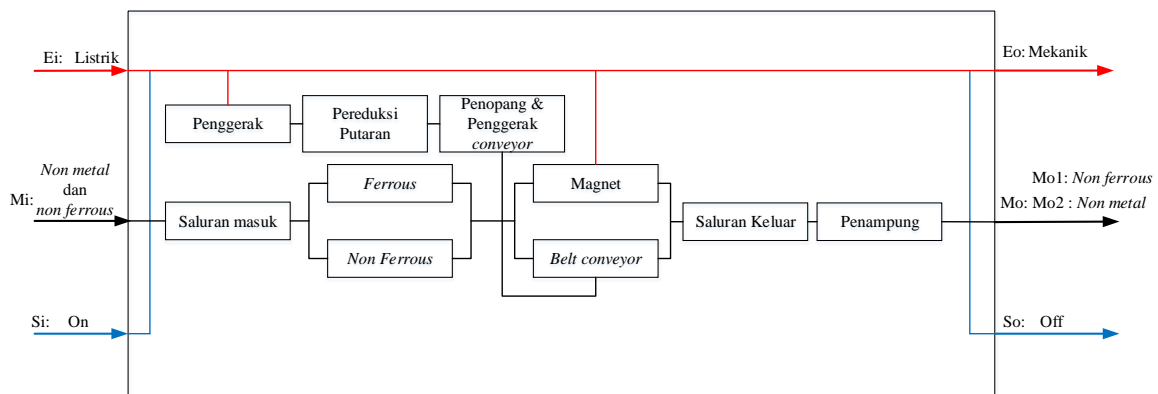 Ei: Listrik
Eo: Mekanik
Penggerak
Pereduksi
Putaran
Penopang &
Penggerak
conveyor
Mi:
Non metal
dan
non ferrous
Saluran masuk
Ferrous
Non Ferrous
Magnet
Belt conveyor
Saluran Keluar
Penampung
Mo1: Non ferrous
Mo: Mo2 : Non metal
Si: On
So: Off